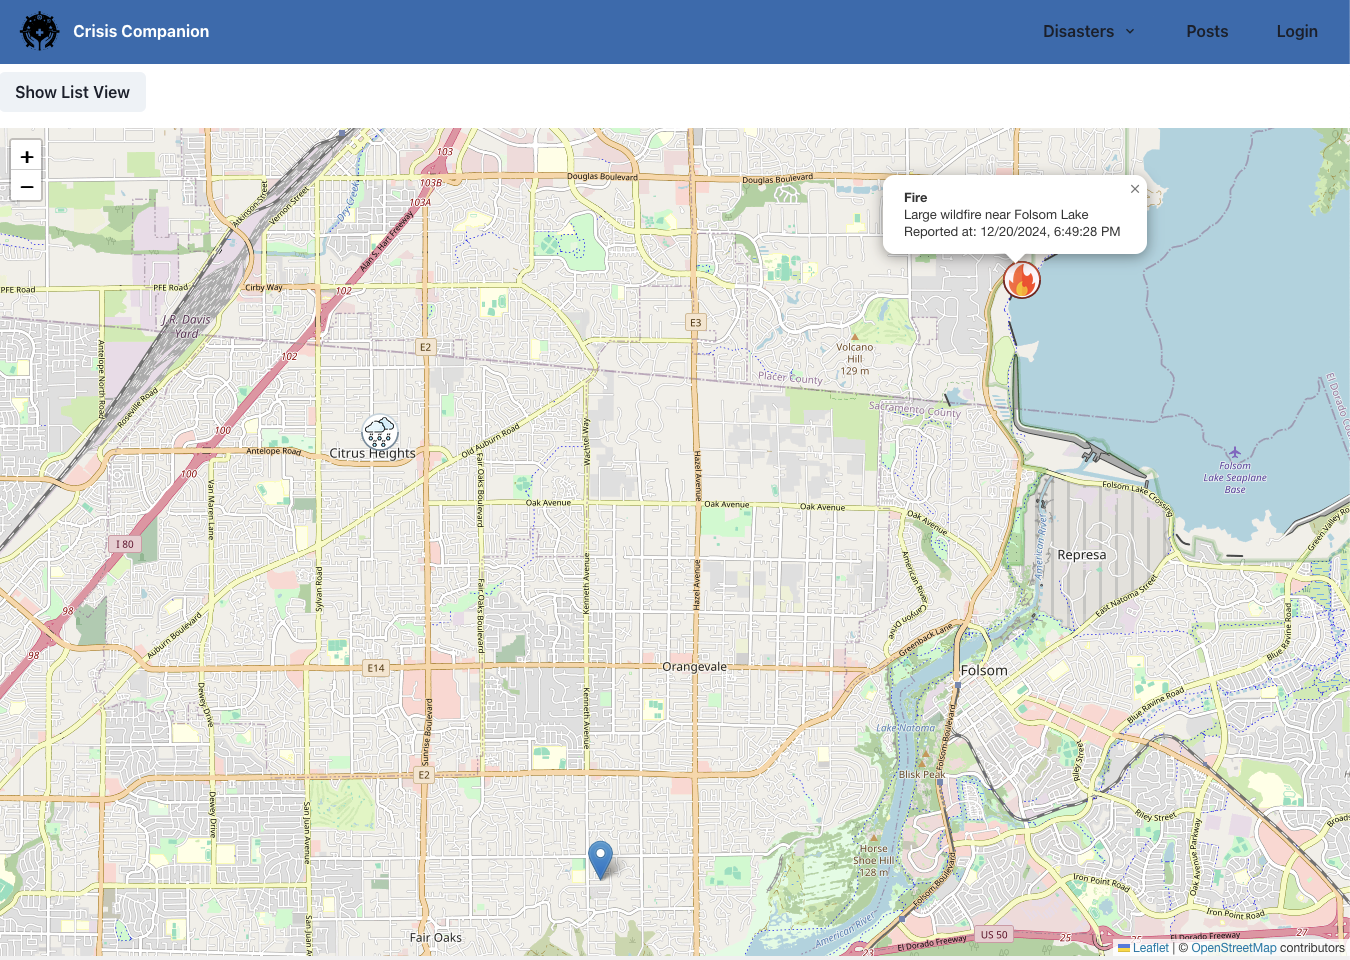 Crisis Companion
Disasters
Posts
Login
Show List View
+
−
103
103B
103A
Douglas Boulevard
Douglas Boulevard
Atkinson Street
Vernon Street
Dry Creek
Alan S. Hart Freeway
×
Fire
Large wildfire near Folsom Lake
Reported at: 12/20/2024, 6:49:28 PM
PFE Road
PFE Road
Cirby Way
102
J.R. Davis
Yard
E3
E2
102
Volcano
Hill
129 m
Placer County
Sacramento County
El Dorado Cou
Antelope North Road
Roseville Road
100
Citrus Heights
Antelope Road
Old Auburn Road
Wachtel Way
Hazel Avenue
100
Van Maren Lane
Fair Oaks Boulevard
Oak Avenue
Oak Avenue
Oak Avenue
Oak Avenue
Folsom
Lake Seaplane
Base
Folsom Lake Crossing
Green Valley Ro
American River
I 80
Represa
Sylvan Road
Kenneth Avenue
Hazel Avenue
Fair Oaks Boulevard
American River
Canyon Drive
East Natoma Street
98
98
Auburn Boulevard
Greenback Lane
Blue Ravine Road
E14
Orangevale
Folsom
Dewey Drive
Sunrise Boulevard
Kenneth Avenue
Lake Natoma
Folsom Boulevard
Blue Ravine Road
Riley Street
E2
Blisk Peak
Dewey Drive
San Juan Avenue
Riley Street
Oak Avenue Parkway
Broads
Horse
Shoe Hill
128 m
Folsom Boulevard
Iron Point Road
Iron Point Road
San Juan A
Fair Oaks
American River
23
El Dorado Freeway
US 50
25
El Dorado Freeway
27
Leaflet | © OpenStreetMap contributors